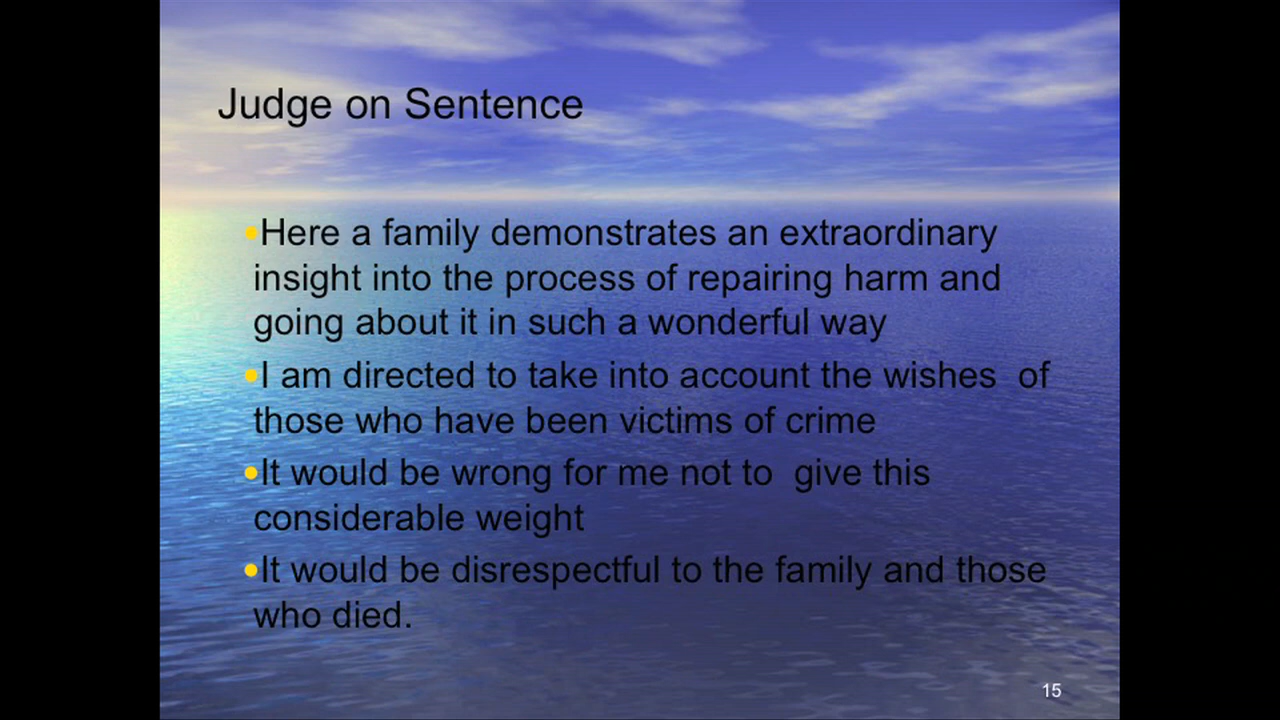 Judge on Sentence
•Here a family demonstrates an extraordinary
insight into the process of repairing harm and
going about it in such a wonderful way
•I am directed to take into account the wishes  of
those who have been victims of crime
•It would be wrong for me not to  give this
considerable weight
•It would be disrespectful to the family and those
who died.
15